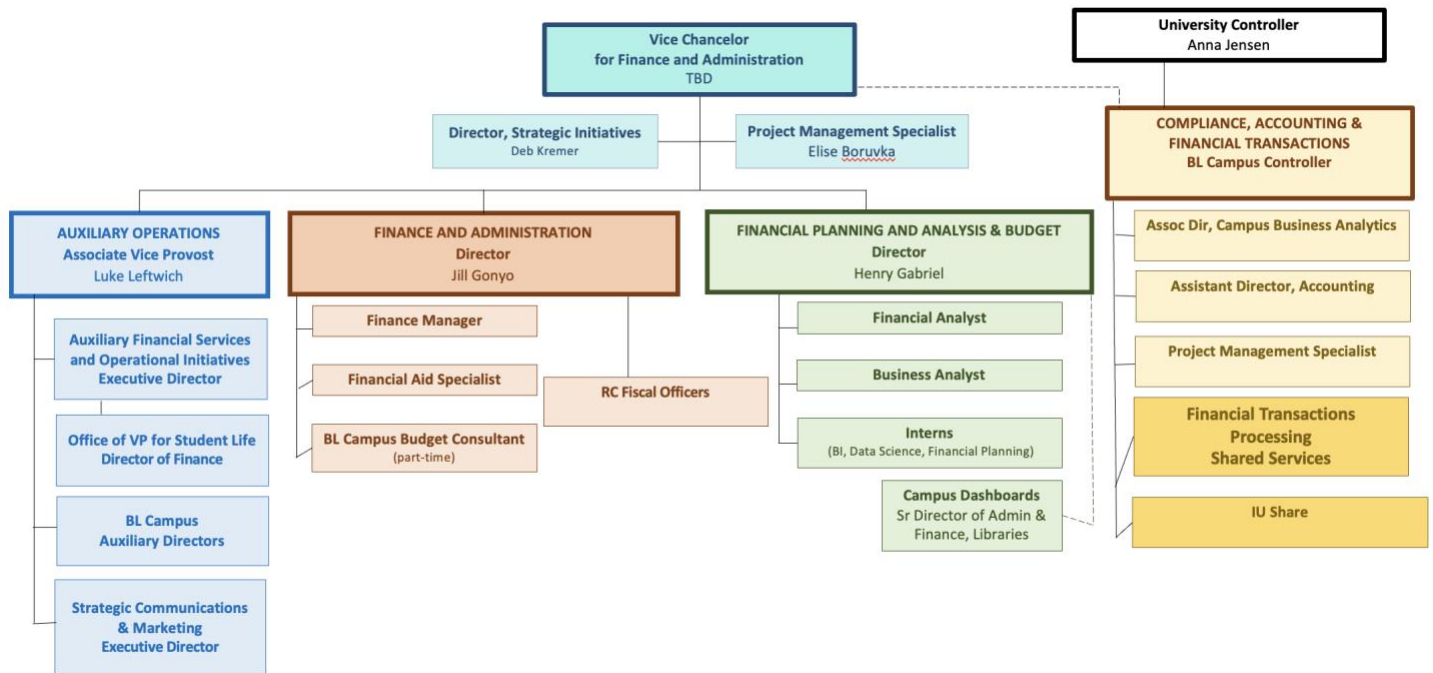 Vice Chancelor
for Finance and Administration
TBD
University Controller
Anna Jensen
Director, Strategic Initiatives
Deb Kremer
Project Management Specialist
Elise Boruvka
COMPLIANCE, ACCOUNTING &
FINANCIAL TRANSACTIONS
BL Campus Controller
AUXILIARY OPERATIONS
Associate Vice Provost
Luke Leftwich
Auxiliary Financial Services
and Operational Initiatives
Executive Director
Office of VP for Student Life
Director of Finance
BL Campus
Auxiliary Directors
Strategic Communications
& Marketing
Executive Director
FINANCE AND ADMINISTRATION
Director
Jill Gonyo
Finance Manager
Financial Aid Specialist
BL Campus Budget Consultant
(part-time)
RC Fiscal Officers
FINANCIAL PLANNING AND ANALYSIS & BUDGET
Director
Henry Gabriel
Financial Analyst
Business Analyst
Interns
(BI, Data Science, Financial Planning)
Campus Dashboards
Sr Director of Admin &
Finance, Libraries
Assoc Dir, Campus Business Analytics
Assistant Director, Accounting
Project Management Specialist
Financial Transactions
Processing
Shared Services
IU Share